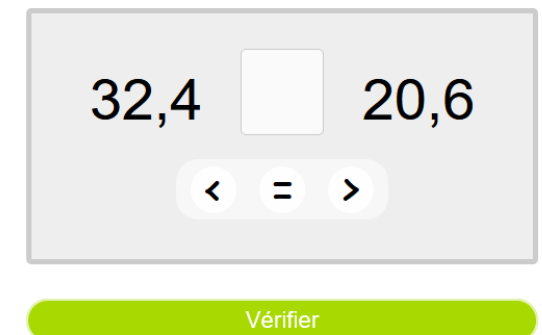 32,4 20,6
< = >
Vérifier